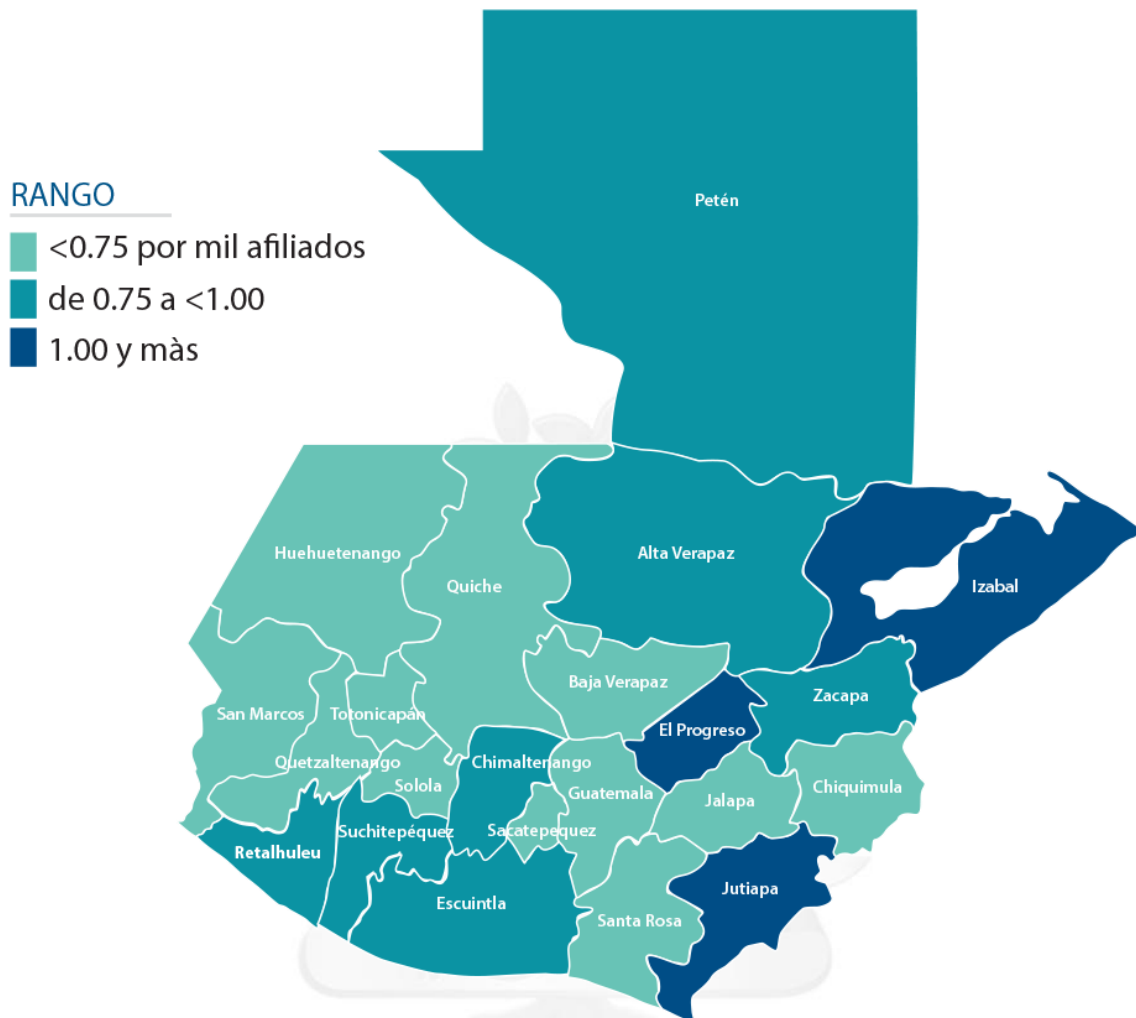 Petén
RANGO
<0.75 por mil afiliados
de 0.75 a <1.00
1.00 y màs
Huehuetenango
Alta Verapaz
Quiche
Izabal
Baja Verapaz
Zacapa
San Marcos
Totonicapán
El Progreso
Quetzaltenango
Chimaltenango
Solola
Guatemala
Jalapa
Chiquimula
Suchitepéquez
Sacatepequez
Retalhuleu
Jutiapa
Escuintla
Santa Rosa